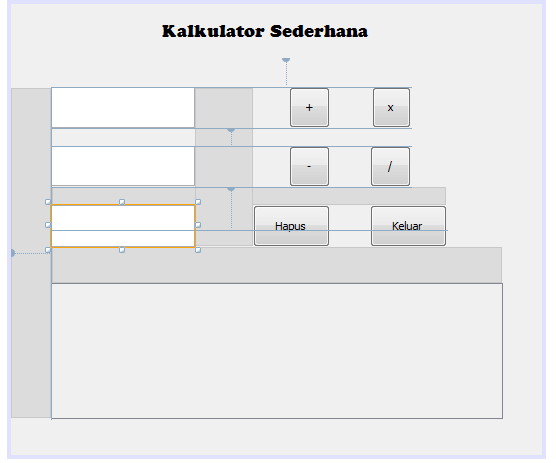 Kalkulator Sederhana
+ x
- /
Hapus Keluar